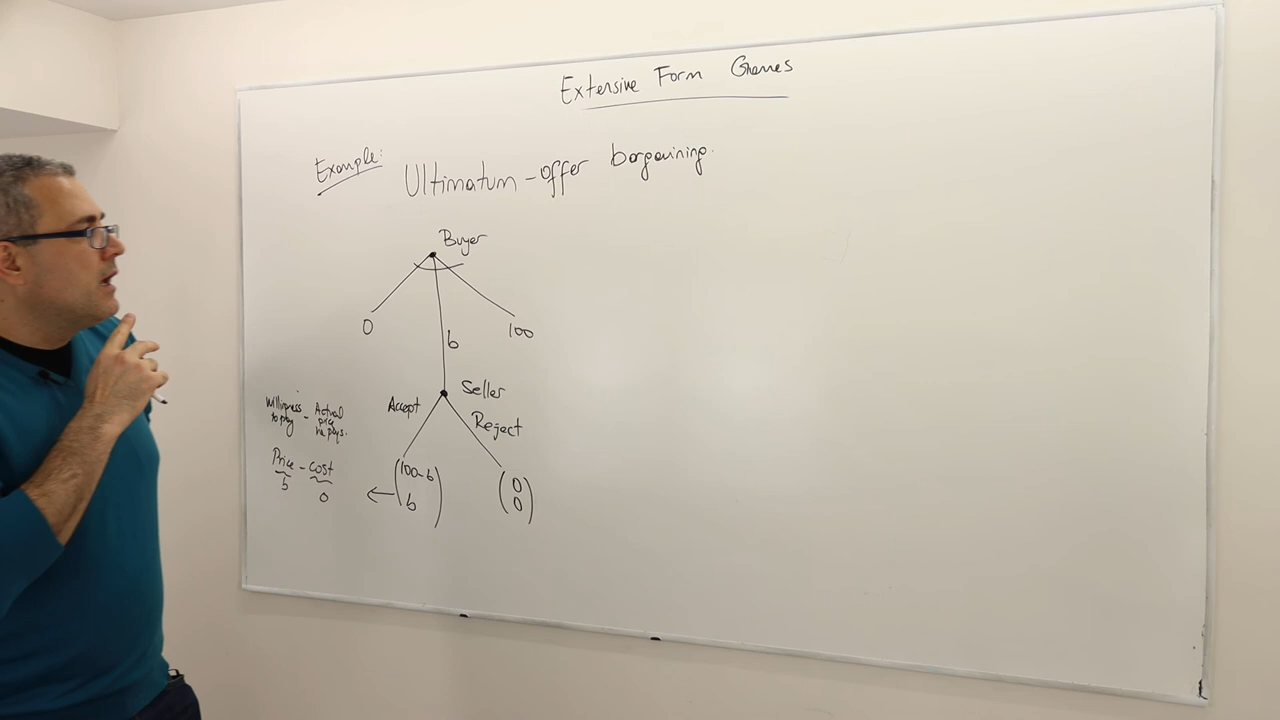 Extensive Form Games
Example:
Ultimatum - offer bargaining.
Buyer
0
100
b
Seller
Accept
Reject
Willingness to pay - Actual price he pays.
Price - cost
b
0
100-b
b
0
0